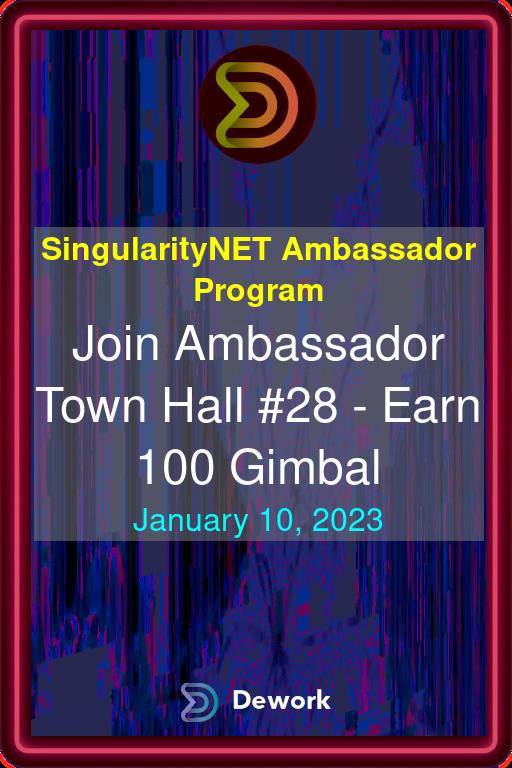 SingularityNET Ambassador
Program
Join Ambassador
Town Hall #28 - Earn
100 Gimbal
January 10, 2023
Dework